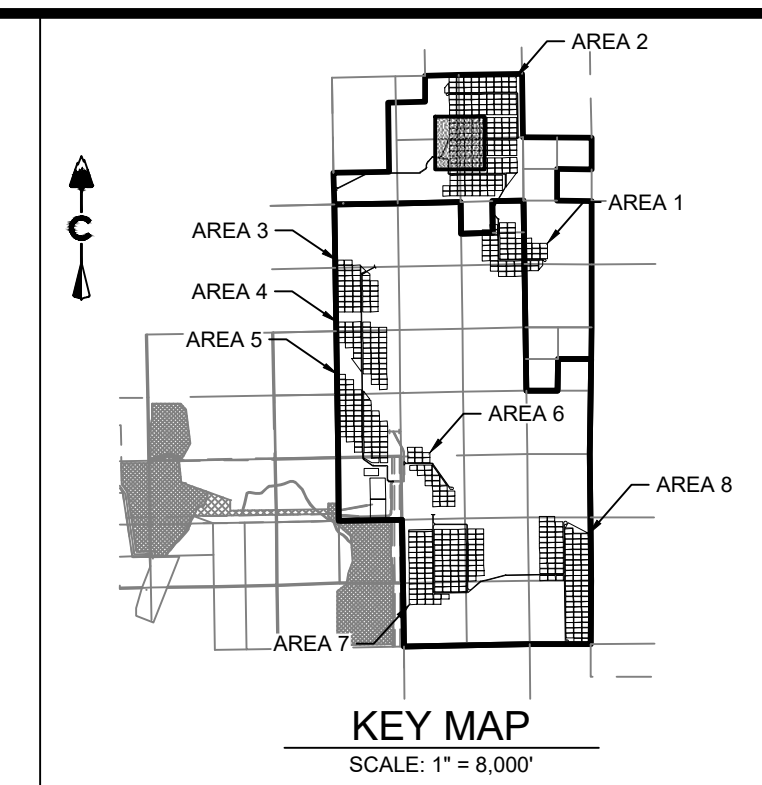 AREA 2
AREA 1
AREA 3
AREA 4
AREA 5
AREA 6
AREA 8
AREA 7
C
KEY MAP
SCALE: 1" = 8,000'